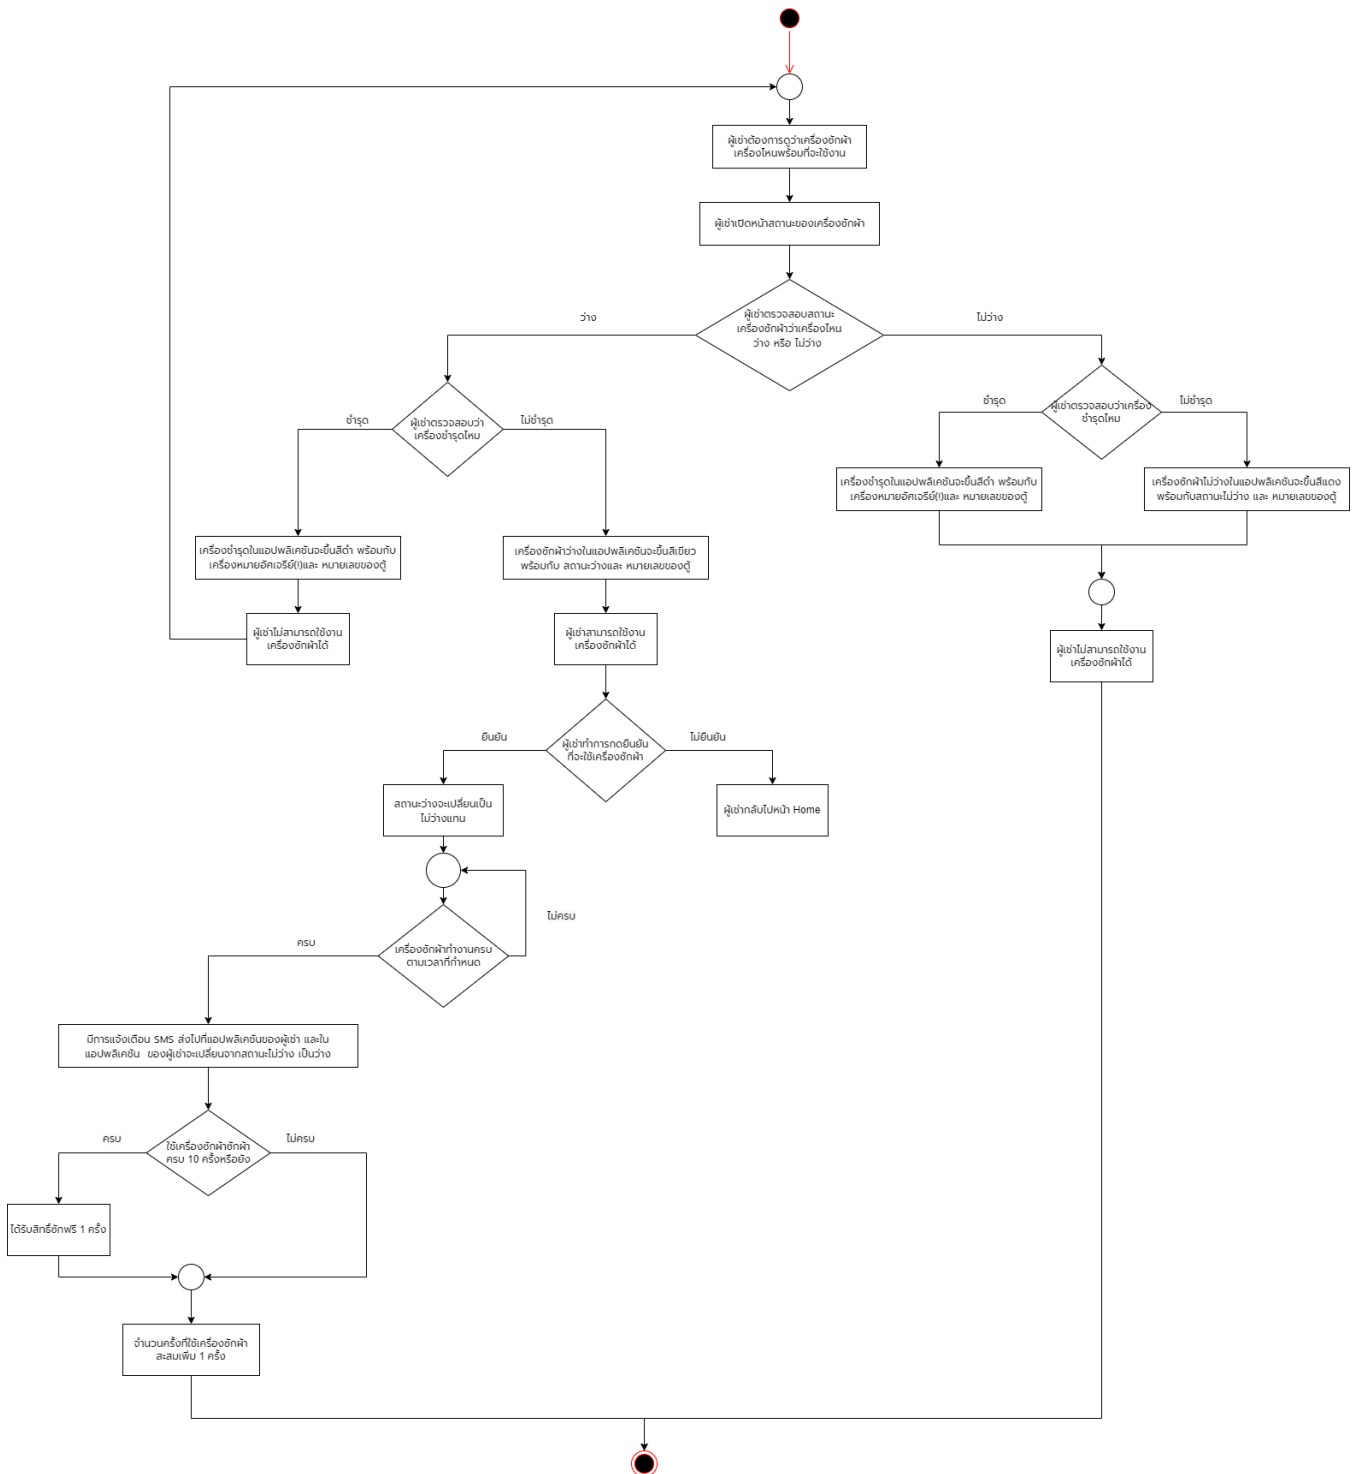 ผู้เช่าต้องการดูว่าเครื่องซักผ้า
เครื่องไหนพร้อมที่จะใช้งาน
ผู้เช่าเปิดหน้าสถานะของเครื่องซักผ้า
ผู้เช่าตรวจสอบสถานะ
เครื่องซักผ้าว่าเครื่องไหน
ว่าง หรือ ไม่ว่าง
ว่าง
ไม่ว่าง
ผู้เช่าตรวจสอบว่า
เครื่องชำรุดไหม
ชำรุด
ไม่ชำรุด
ผู้เช่าตรวจสอบว่าเครื่อง
ชำรุดไหม
ชำรุด
ไม่ชำรุด
เครื่องชำรุดในแอปพลิเคชันจะขึ้นสีดำ พร้อมกับ
เครื่องหมายอัศเจรีย์(!)และ หมายเลขของตู้
เครื่องซักผ้าไม่ว่างในแอปพลิเคชันจะขึ้นสีแดง
พร้อมกับสถานะไม่ว่าง และ หมายเลขของตู้
เครื่องชำรุดในแอปพลิเคชันจะขึ้นสีดำ พร้อมกับ
เครื่องหมายอัศเจรีย์(!)และ หมายเลขของตู้
เครื่องซักผ้าว่างในแอปพลิเคชันจะขึ้นสีเขียว
พร้อมกับ สถานะว่างและ หมายเลขของตู้
ผู้เช่าไม่สามารถใช้งาน
เครื่องซักผ้าได้
ผู้เช่าสามารถใช้งาน
เครื่องซักผ้าได้
ผู้เช่าไม่สามารถใช้งาน
เครื่องซักผ้าได้
ผู้เช่าทำการกดยืนยัน
ที่จะใช้เครื่องซักผ้า
ยืนยัน
ไม่ยืนยัน
สถานะว่างจะเปลี่ยนเป็น
ไม่ว่างแทน
ผู้เช่ากลับไปหน้า Home
เครื่องซักผ้าทำงานครบ
ตามเวลาที่กำหนด
ไม่ครบ
ครบ
มีการแจ้งเตือน SMS ส่งไปที่แอปพลิเคชันของผู้เช่า และใน
แอปพลิเคชัน  ของผู้เช่าจะเปลี่ยนจากสถานะไม่ว่าง เป็นว่าง
ใช้เครื่องซักผ้าซักผ้า
ครบ 10 ครั้งหรือยัง
ครบ
ไม่ครบ
ได้รับสิทธิ์ซักฟรี 1 ครั้ง
จำนวนครั้งที่ใช้เครื่องซักผ้า
สะสมเพิ่ม 1 ครั้ง